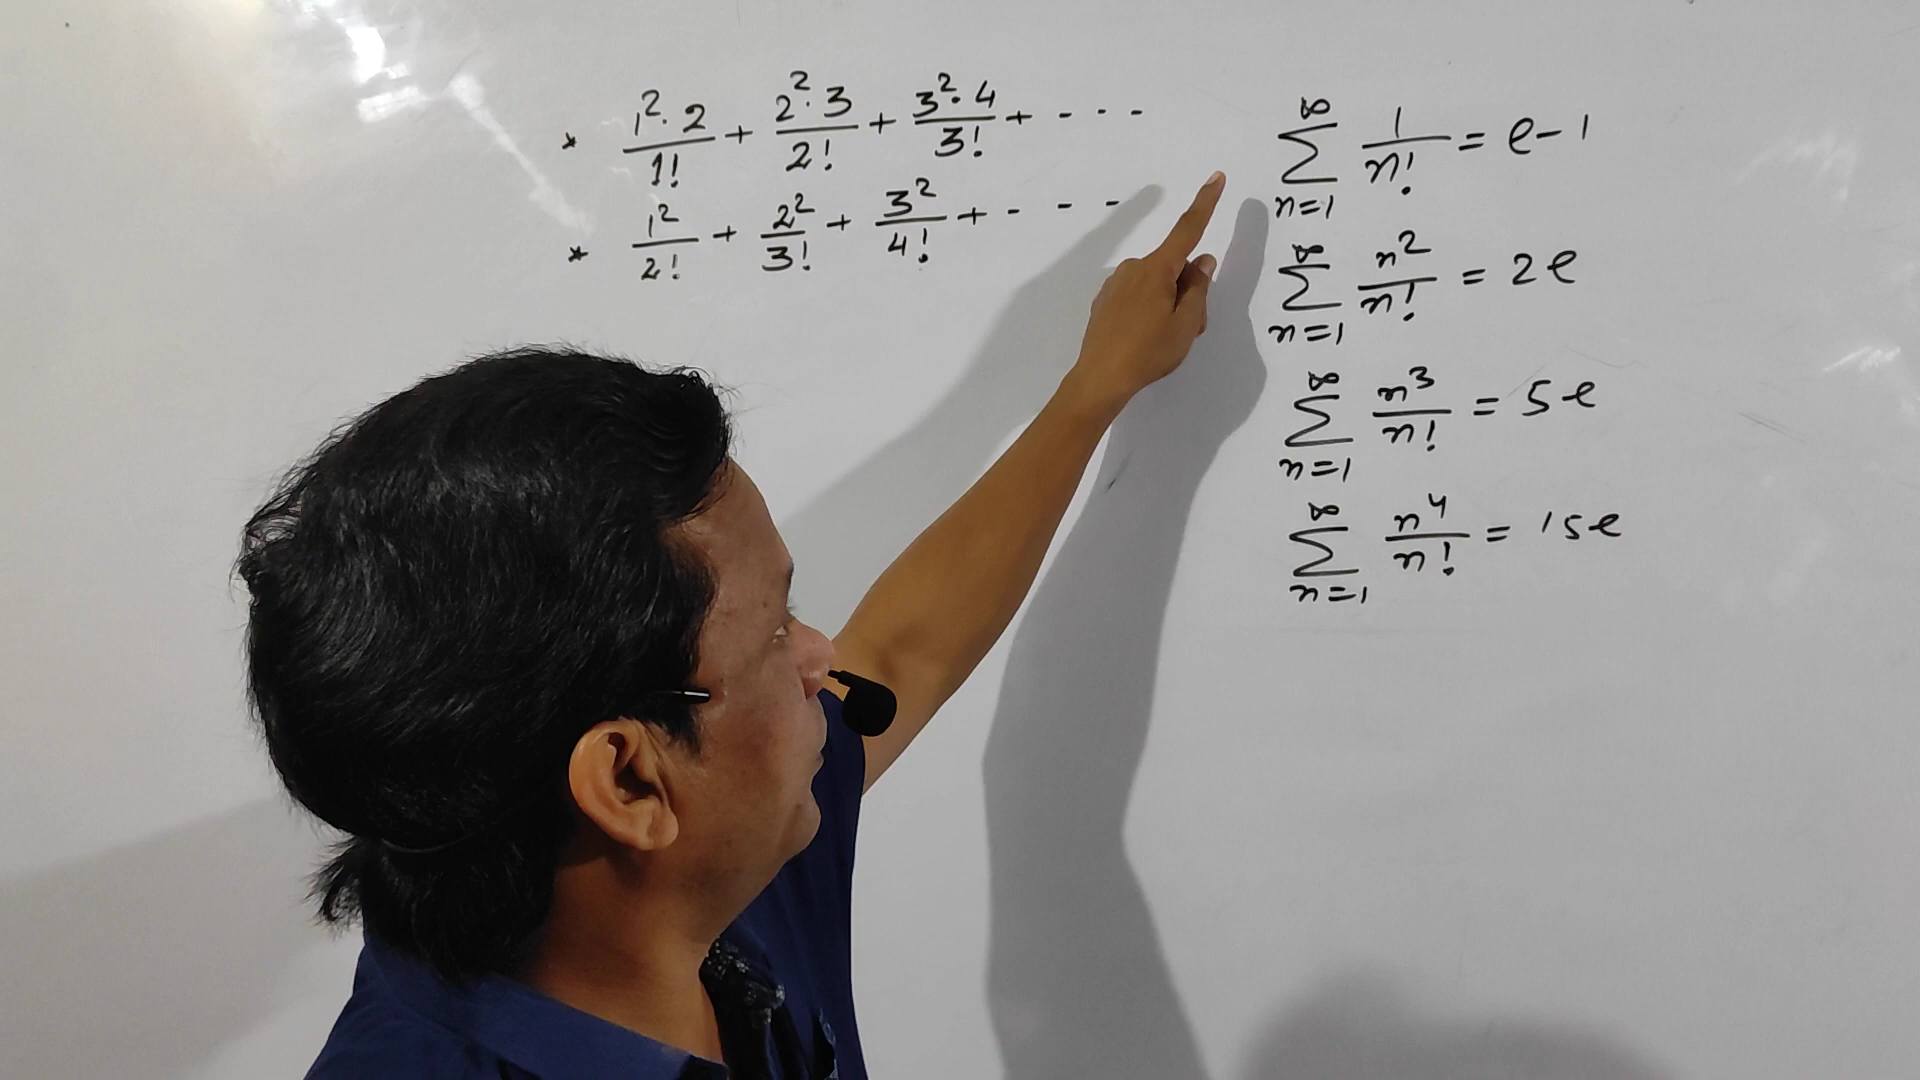 * 1².2/1! + 2².3/2! + 3².4/3! + - - -
* 1²/2! + 2²/3! + 3²/4! + - - -
∞∑n=1 1/n! = e-1
∞∑n=1 n²/n! = 2e
∞∑n=1 n³/n! = 5e
∞∑n=1 n⁴/n! = 15e